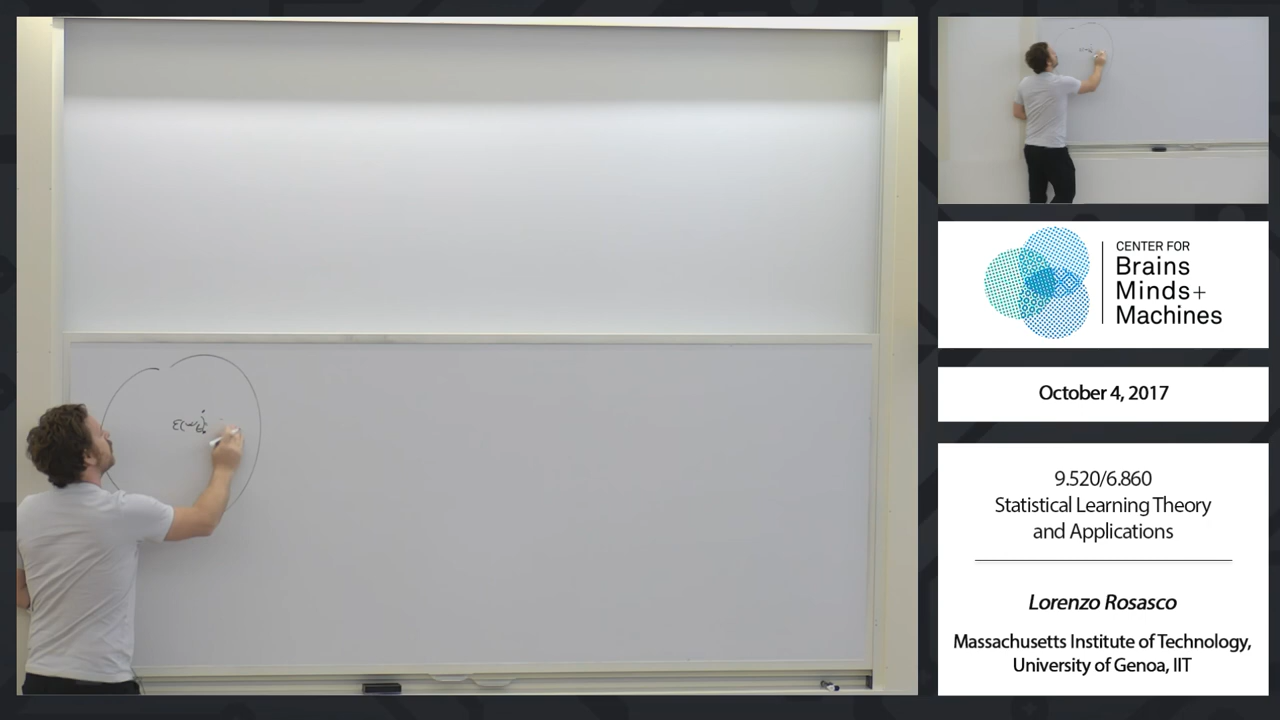 CENTER FOR
Brains
Minds+
Machines
October 4, 2017
9.520/6.860
Statistical Learning Theory
and Applications
Lorenzo Rosasco
Massachusetts Institute of Technology,
University of Genoa, IIT